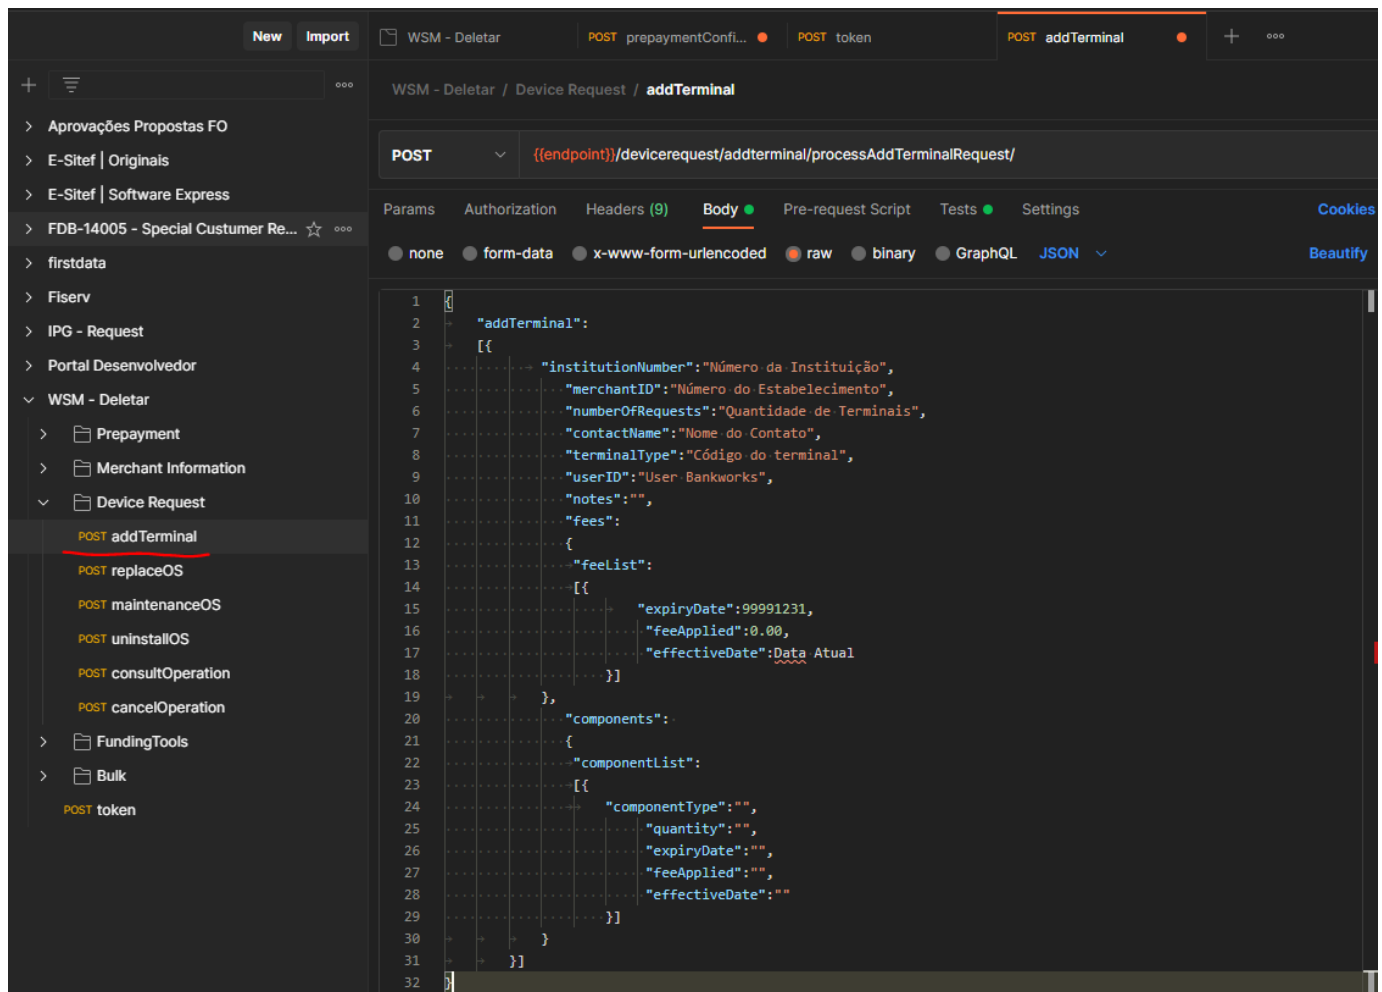 New Import
WSM - Deletar
POST prepaymentConfi...
POST token
POST addTerminal
WSM - Deletar / Device Request / addTerminal
Aprovações Propostas FO
E-Sitef | Originais
E-Sitef | Software Express
FDB-14005 - Special Custumer Re...
firstdata
Fiserv
IPG - Request
Portal Desenvolvedor
WSM - Deletar
Prepayment
Merchant Information
Device Request
POST addTerminal
POST replaceOS
POST maintenanceOS
POST uninstallOS
POST consultOperation
POST cancelOperation
FundingTools
Bulk
POST token
POST {{endpoint}}/devicerequest/addterminal/processAddTerminalRequest/
Params Authorization Headers (9) Body Pre-request Script Tests Settings Cookies
none form-data x-www-form-urlencoded raw binary GraphQL JSON Beautify
1 {
2 "addTerminal":
3 [{
4 "institutionNumber":"Número da Instituição",
5 "merchantID":"Número do Estabelecimento",
6 "numberOfRequests":"Quantidade de Terminais",
7 "contactName":"Nome do Contato",
8 "terminalType":"Código do terminal",
9 "userID":"User Bankworks",
10 "notes":"",
11 "fees":
12 {
13 "feeList":
14 [{
15 "expiryDate":99991231,
16 "feeApplied":0.00,
17 "effectiveDate":Data Atual
18 }]
19 },
20 "components":
21 {
22 "componentList":
23 [{
24 "componentType":"",
25 "quantity":"",
26 "expiryDate":"",
27 "feeApplied":"",
28 "effectiveDate":""
29 }]
30 }
31 }]
32 }